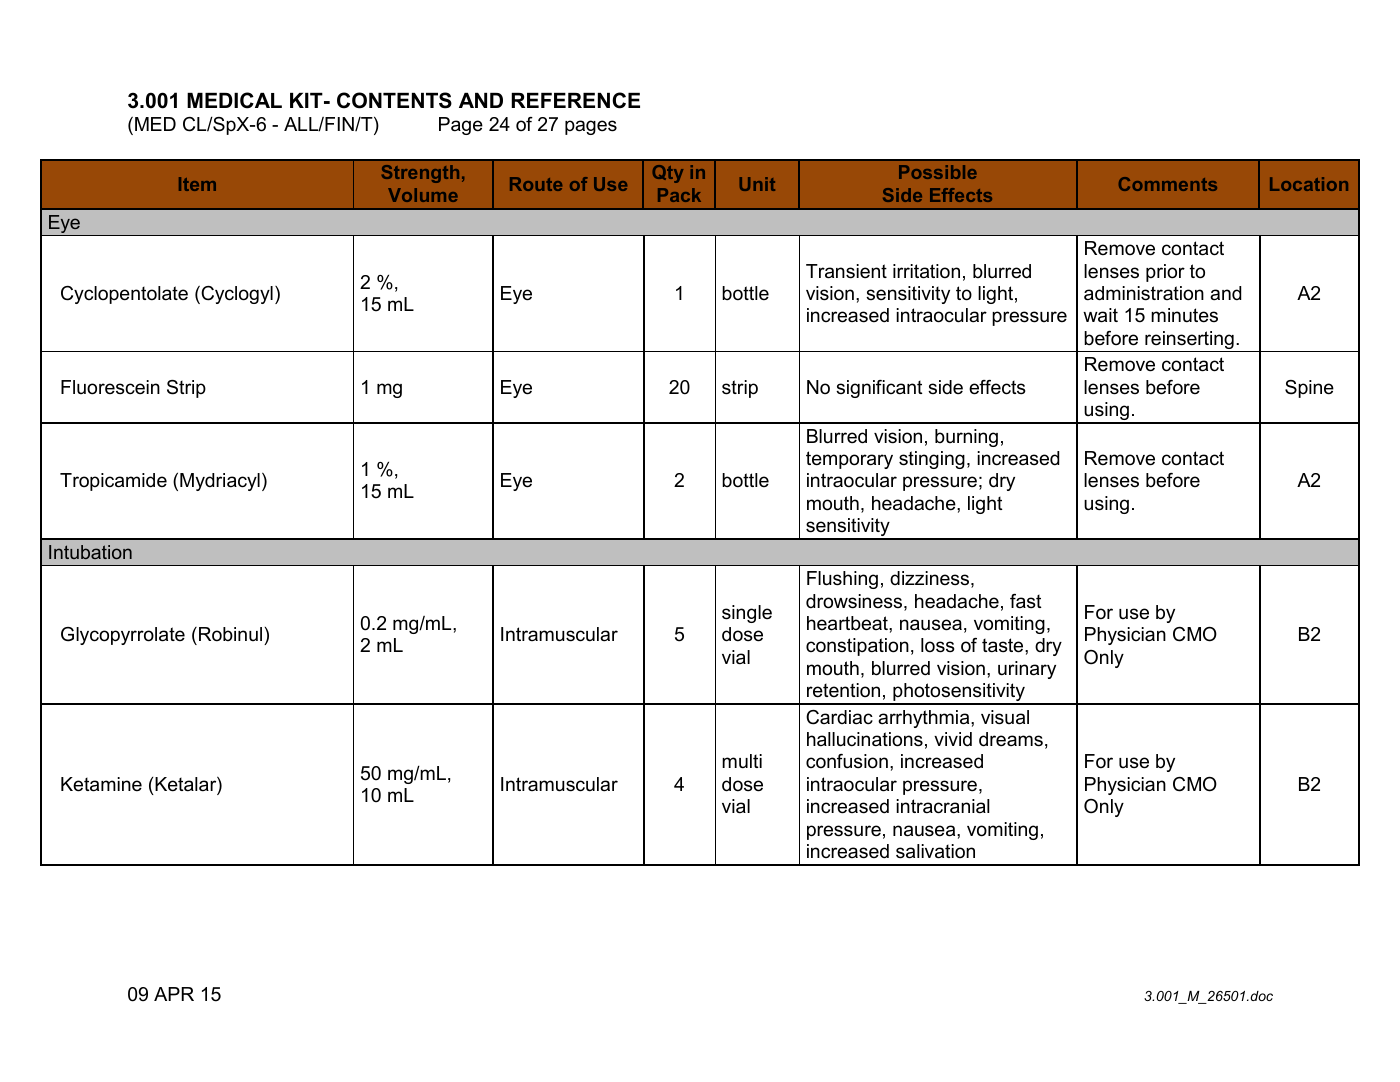 3.001 MEDICAL KIT- CONTENTS AND REFERENCE
(MED CL/SpX-6 - ALL/FIN/T) Page 24 of 27 pages
Item
Strength,
Volume
Route of Use
Qty in
Pack
Unit
Possible
Side Effects
Comments
Location
Eye
Cyclopentolate (Cyclogyl)
2 %,
15 mL
Eye
1
bottle
Transient irritation, blurred
vision, sensitivity to light,
increased intraocular pressure
Remove contact
lenses prior to
administration and
wait 15 minutes
before reinserting.
A2
Fluorescein Strip
1 mg
Eye
20
strip
No significant side effects
Remove contact
lenses before
using.
Spine
Tropicamide (Mydriacyl)
1 %,
15 mL
Eye
2
bottle
Blurred vision, burning,
temporary stinging, increased
intraocular pressure; dry
mouth, headache, light
sensitivity
Remove contact
lenses before
using.
A2
Intubation
Glycopyrrolate (Robinul)
0.2 mg/mL,
2 mL
Intramuscular
5
single
dose
vial
Flushing, dizziness,
drowsiness, headache, fast
heartbeat, nausea, vomiting,
constipation, loss of taste, dry
mouth, blurred vision, urinary
retention, photosensitivity
For use by
Physician CMO
Only
B2
Ketamine (Ketalar)
50 mg/mL,
10 mL
Intramuscular
4
multi
dose
vial
Cardiac arrhythmia, visual
hallucinations, vivid dreams,
confusion, increased
intraocular pressure,
increased intracranial
pressure, nausea, vomiting,
increased salivation
For use by
Physician CMO
Only
B2
09 APR 15
3.001_M_26501.doc